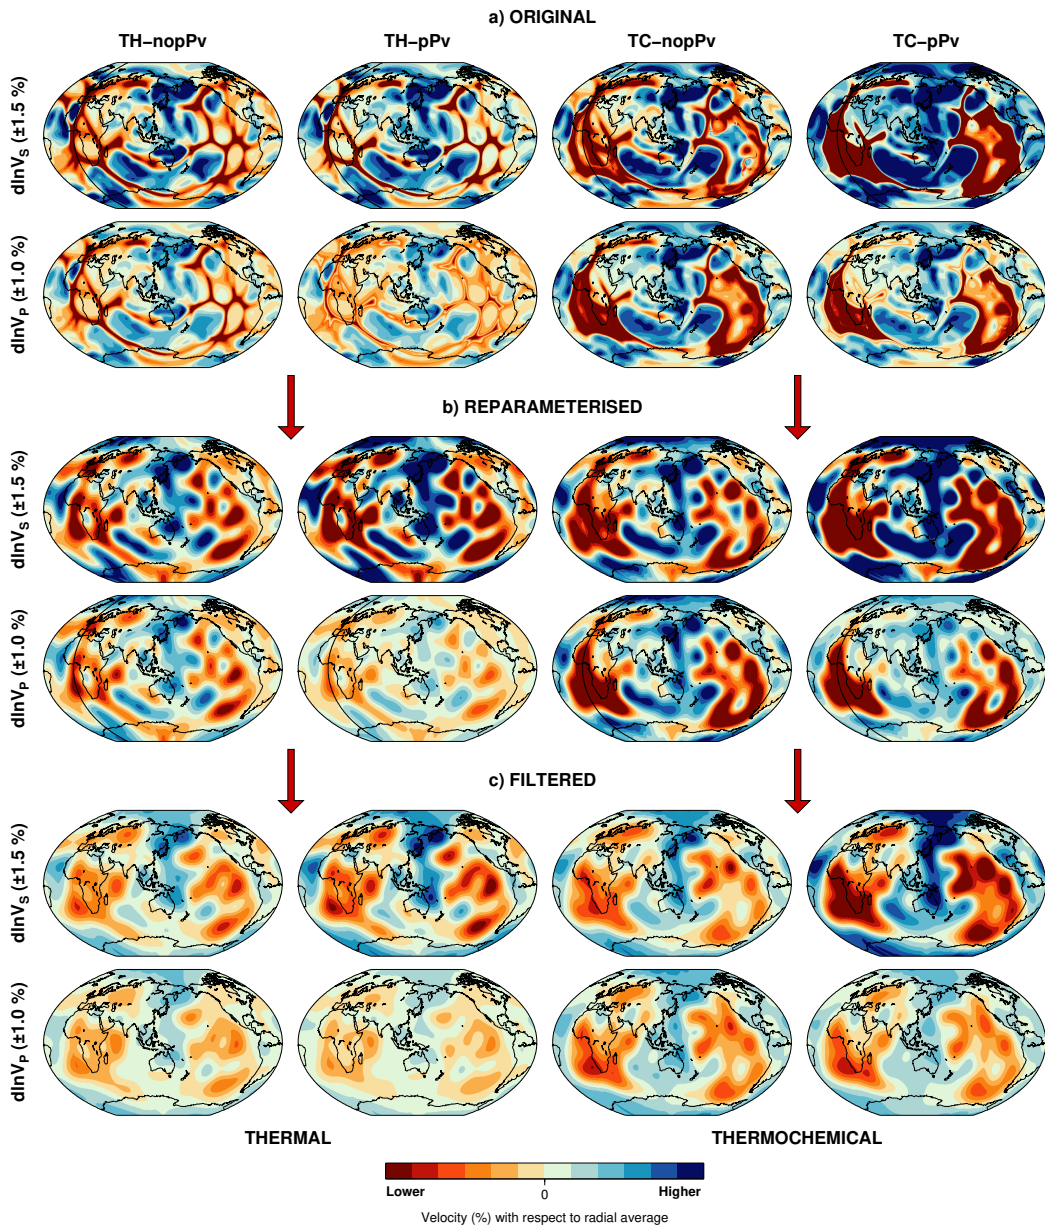 a) ORIGINAL
TH−nopPv TH−pPv TC−nopPv TC−pPv
dlnV_S (±1.5 %)
dlnV_P (±1.0 %)
b) REPARAMETERISED
dlnV_S (±1.5 %)
dlnV_P (±1.0 %)
c) FILTERED
dlnV_S (±1.5 %)
dlnV_P (±1.0 %)
THERMAL THERMOCHEMICAL
Lower 0 Higher
Velocity (%) with respect to radial average